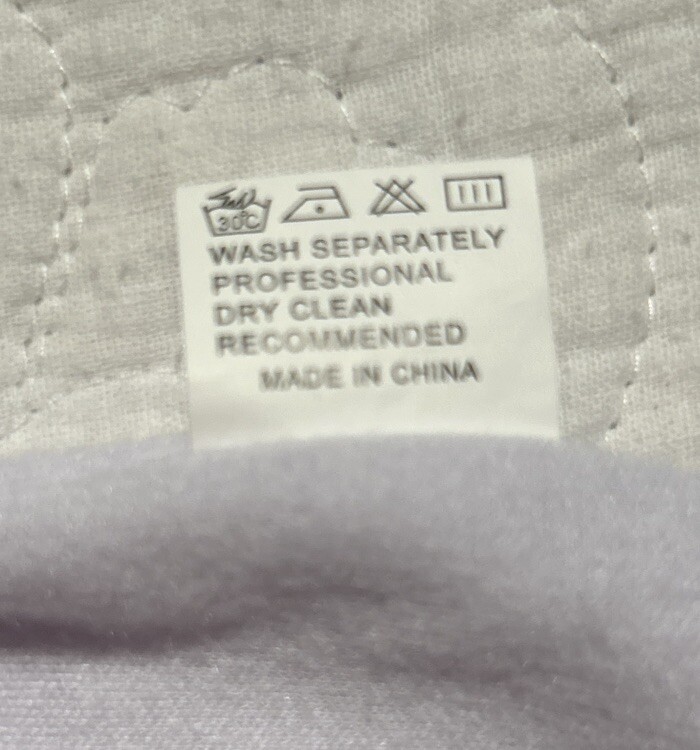 30°C
WASH SEPARATELY
PROFESSIONAL
DRY CLEAN
RECOMMENDED
MADE IN CHINA